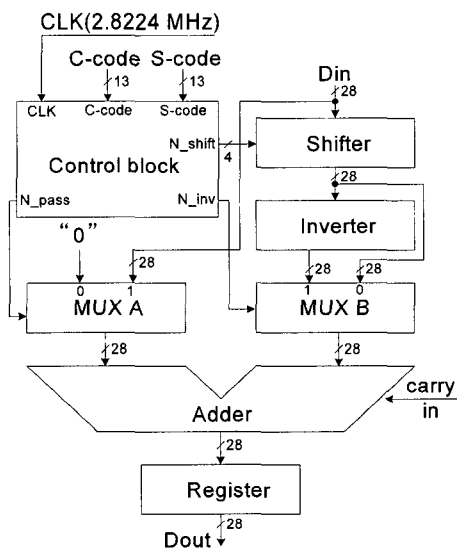 CLK(2.8224 MHz)
C-code S-code
13 13
Din
28
CLK C-code S-code
N_shift
4
Shifter
Control block
28
N_pass N_inv
Inverter
"0"
28 28 28
0 1 1 0
MUX A MUX B
28 28
carry
in
Adder
28
Register
28
Dout